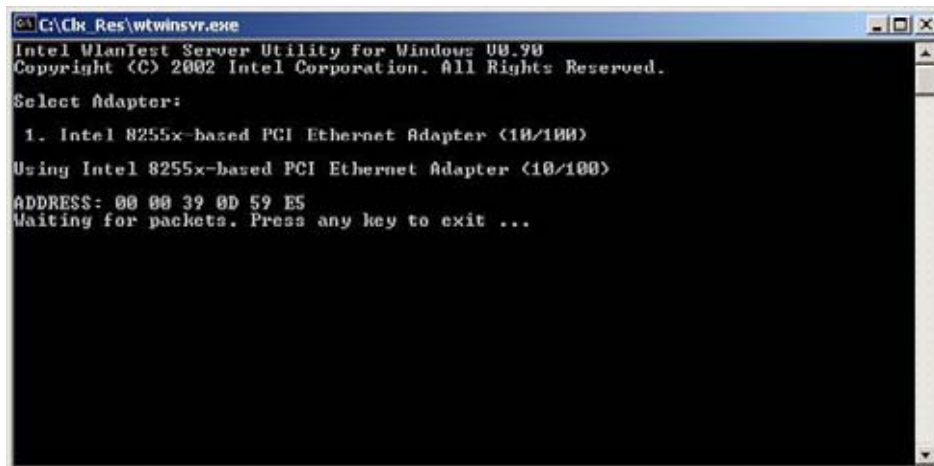 C:\Clx_Res\wtwinsvr.exe
Intel WlanTest Server Utility for Windows V0.90
Copyright (C) 2002 Intel Corporation. All Rights Reserved.
Select Adapter:
1. Intel 8255x-based PCI Ethernet Adapter (10/100)
Using Intel 8255x-based PCI Ethernet Adapter (10/100)
ADDRESS: 00 00 39 0D 59 E5
Waiting for packets. Press any key to exit ...